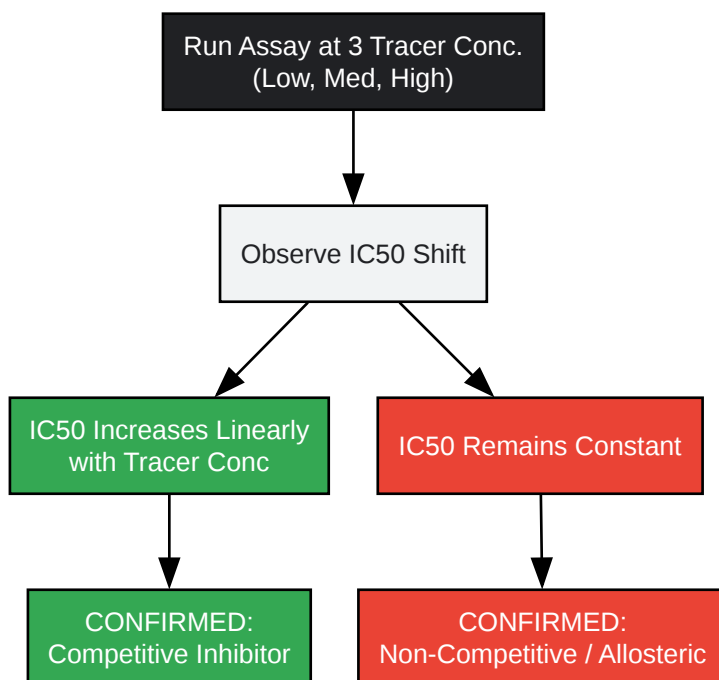 Run Assay at 3 Tracer Conc.
(Low, Med, High)
Observe IC50 Shift
IC50 Increases Linearly
with Tracer Conc
IC50 Remains Constant
CONFIRMED:
Competitive Inhibitor
CONFIRMED:
Non-Competitive / Allosteric